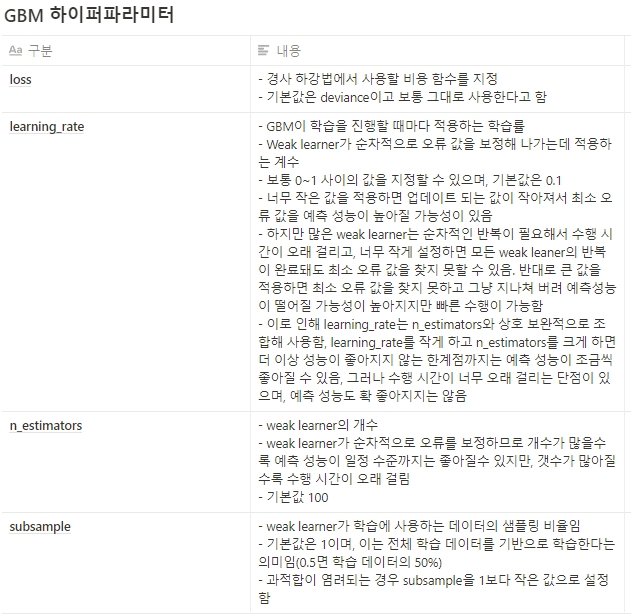 GBM 하이퍼파라미터
Aa 구분
내용
loss
- 경사 하강법에서 사용할 비용 함수를 지정
- 기본값은 deviance이고 보통 그대로 사용한다고 함
learning_rate
- GBM이 학습을 진행할 때마다 적용하는 학습률
- Weak learner가 순차적으로 오류 값을 보정해 나가는데 적용하
는 계수
- 보통 0~1 사이의 값을 지정할 수 있으며, 기본값은 0.1
- 너무 작은 값을 적용하면 업데이트 되는 값이 작아져서 최소 오
류 값을 예측 성능이 높아질 가능성이 있음
- 하지만 많은 weak learner는 순차적인 반복이 필요해서 수행 시
간이 오래 걸리고, 너무 작게 설정하면 모든 weak leaner의 반복
이 완료돼도 최소 오류 값을 찾지 못할 수 있음. 반대로 큰 값을
적용하면 최소 오류 값을 찾지 못하고 그냥 지나쳐 버려 예측성능
이 떨어질 가능성이 높아지지만 빠른 수행이 가능함
- 이로 인해 learning_rate는 n_estimators와 상호 보완적으로 조
합해 사용함, learning_rate를 작게 하고 n_estimators를 크게 하면
더 이상 성능이 좋아지지 않는 한계점까지는 예측 성능이 조금씩
좋아질 수 있음, 그러나 수행 시간이 너무 오래 걸리는 단점이 있
으며, 예측 성능도 확 좋아지지는 않음
n_estimators
- weak learner의 개수
- weak learner가 순차적으로 오류를 보정하므로 개수가 많을수
록 예측 성능이 일정 수준까지는 좋아질수 있지만, 갯수가 많아질
수록 수행 시간이 오래 걸림
- 기본값 100
subsample
- weak learner가 학습에 사용하는 데이터의 샘플링 비율임
- 기본값은 1이며, 이는 전체 학습 데이터를 기반으로 학습한다는
의미임(0.5면 학습 데이터의 50%)
- 과적합이 염려되는 경우 subsample을 1보다 작은 값으로 설정
함